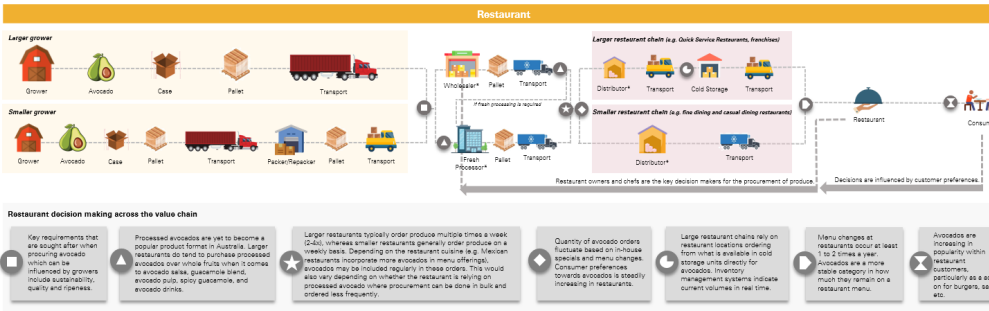 Restaurant
Larger grower
Grower
Avocado
Case
Pallet
Transport
Smaller grower
Grower
Avocado
Case
Pallet
Transport
Packer/Repacker
Pallet
Transport
Wholesaler*
Pallet
Transport
If fresh processing is required
Fresh
Processor*
Pallet
Transport
Larger restaurant chain (e.g. Quick Service Restaurants, franchises)
Distributor*
Transport
Cold Storage
Transport
Smaller restaurant chain (e.g. fine dining and casual dining restaurants)
Distributor*
Transport
Restaurant
Consum
Restaurant owners and chefs are the key decision makers for the procurement of produce.
Decisions are influenced by customer preferences.
Restaurant decision making across the value chain
Key requirements that
are sought after when
procuring avocado
which can be
influenced by growers
include sustainability,
quality and ripeness.
Processed avocados are yet to become a
popular product format in Australia. Larger
restaurants do tend to purchase processed
avocados over whole fruits when it comes
to avocado salsa, guacamole blend,
avocado pulp, spicy guacamole, and
avocado drinks.
Larger restaurants typically order produce multiple times a week
(2-4x), whereas smaller restaurants generally order produce on a
weekly basis. Depending on the restaurant cuisine (e.g. Mexican
restaurants incorporate more avocados in menu offerings),
avocados may be included regularly in these orders. This would
also vary depending on whether the restaurant is relying on
processed avocado where procurement can be done in bulk and
ordered less frequently.
Quantity of avocado orders
fluctuate based on in-house
specials and menu changes.
Consumer preferences
towards avocados is steadily
increasing in restaurants.
Large restaurant chains rely on
restaurant locations ordering
from what is available in cold
storage units directly for
avocados. Inventory
management systems indicate
current volumes in real time.
Menu changes at
restaurants occur at least
1 to 2 times a year.
Avocados are a more
stable category in how
much they remain on a
restaurant menu.
Avocados are
increasing in
popularity within
restaurant
customers,
particularly as a
on for burgers,
etc.